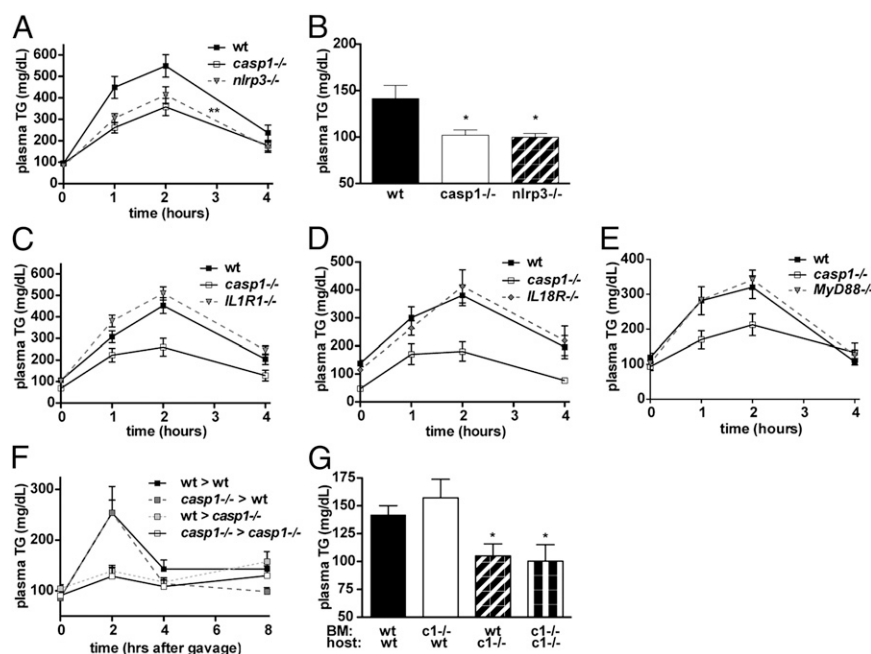 A
plasma TG (mg/dL)
600
500
400
300
200
100
0
wt
casp1-/-
nlrp3-/-
**
0 1 2 3 4
time (hours)
B
plasma TG (mg/dL)
200
150
100
50
* *
wt casp1-/- nlrp3-/-
C
plasma TG (mg/dL)
600
500
400
300
200
100
0
wt
casp1-/-
IL1R1-/-
0 1 2 3 4
time (hours)
D
plasma TG (mg/dL)
400
300
200
100
0
wt
casp1-/-
IL18R-/-
0 1 2 3 4
time (hours)
E
plasma TG (mg/dL)
400
300
200
100
0
wt
casp1-/-
MyD88-/-
0 1 2 3 4
time (hours)
F
plasma TG (mg/dL)
300
200
100
wt > wt
casp1-/- > wt
wt > casp1-/-
casp1-/- > casp1-/-
0 2 4 6 8
time (hrs after gavage)
G
plasma TG (mg/dL)
175
150
125
100
75
50
* *
BM: wt c1-/- wt c1-/-
host: wt wt c1-/- c1-/-